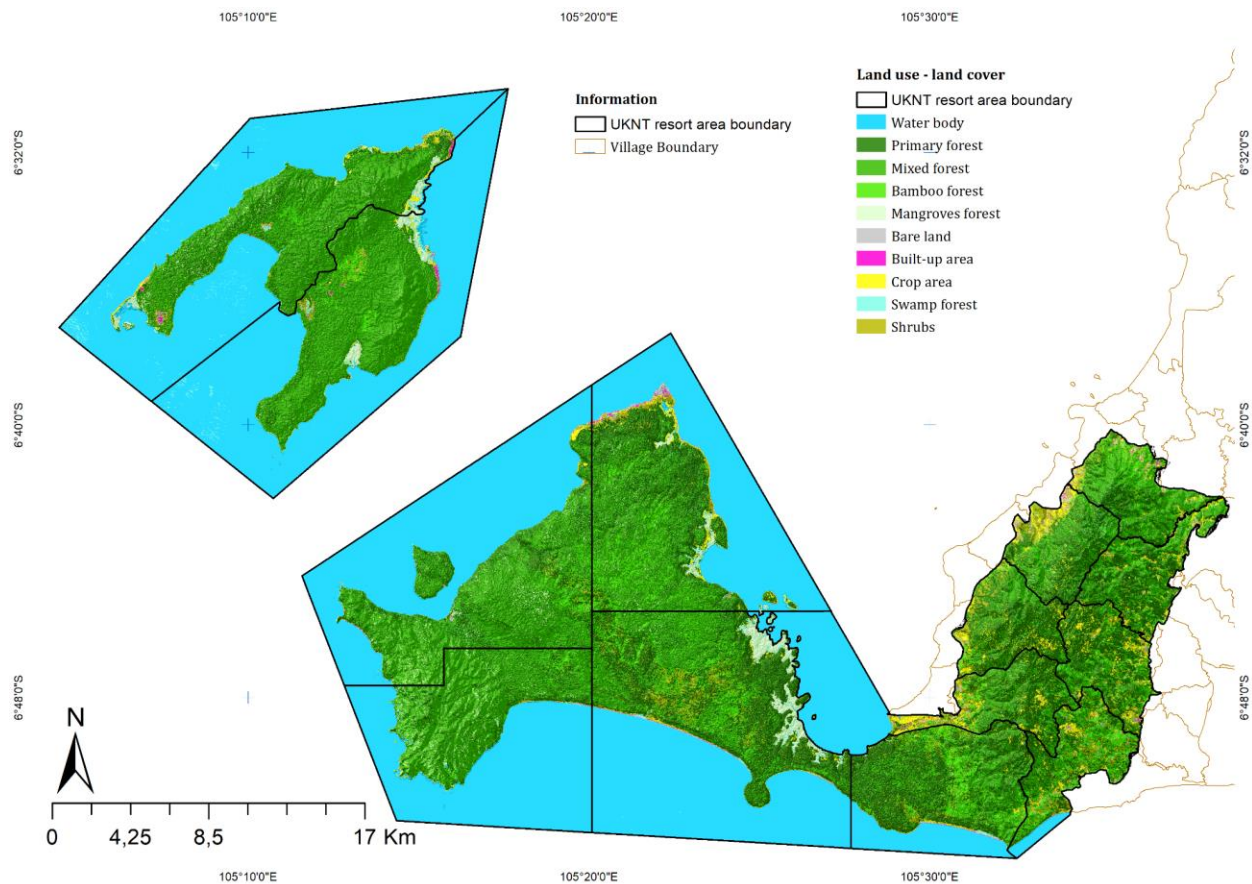 105°10'0"E
105°20'0"E
105°30'0"E
Information
UKNT resort area boundary
Village Boundary
Land use - land cover
UKNT resort area boundary
Water body
Primary forest
Mixed forest
Bamboo forest
Mangroves forest
Bare land
Built-up area
Crop area
Swamp forest
Shrubs
6°32'0"S
6°32'0"S
6°40'0"S
6°40'0"S
6°48'0"S
6°48'0"S
N
0 4,25 8,5 17 Km
105°10'0"E
105°20'0"E
105°30'0"E